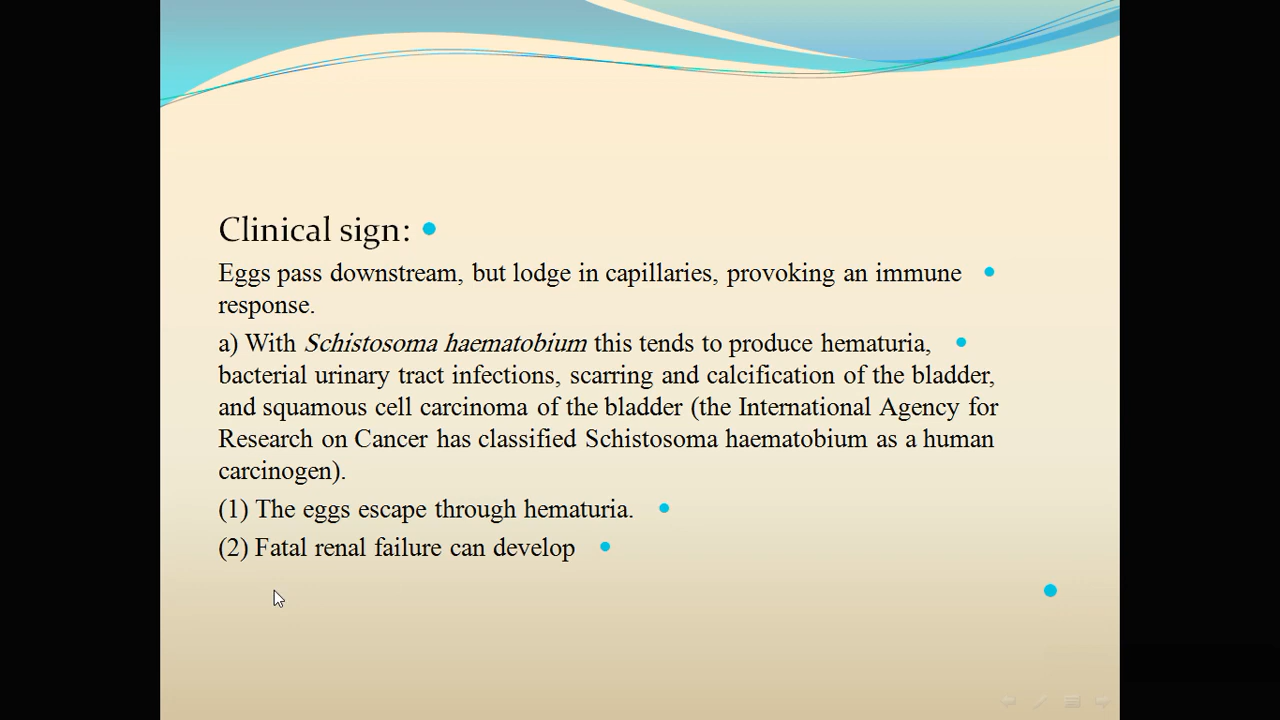 Clinical sign:
Eggs pass downstream, but lodge in capillaries, provoking an immune
response.
a) With Schistosoma haematobium this tends to produce hematuria,
bacterial urinary tract infections, scarring and calcification of the bladder,
and squamous cell carcinoma of the bladder (the International Agency for
Research on Cancer has classified Schistosoma haematobium as a human
carcinogen).
(1) The eggs escape through hematuria.
(2) Fatal renal failure can develop